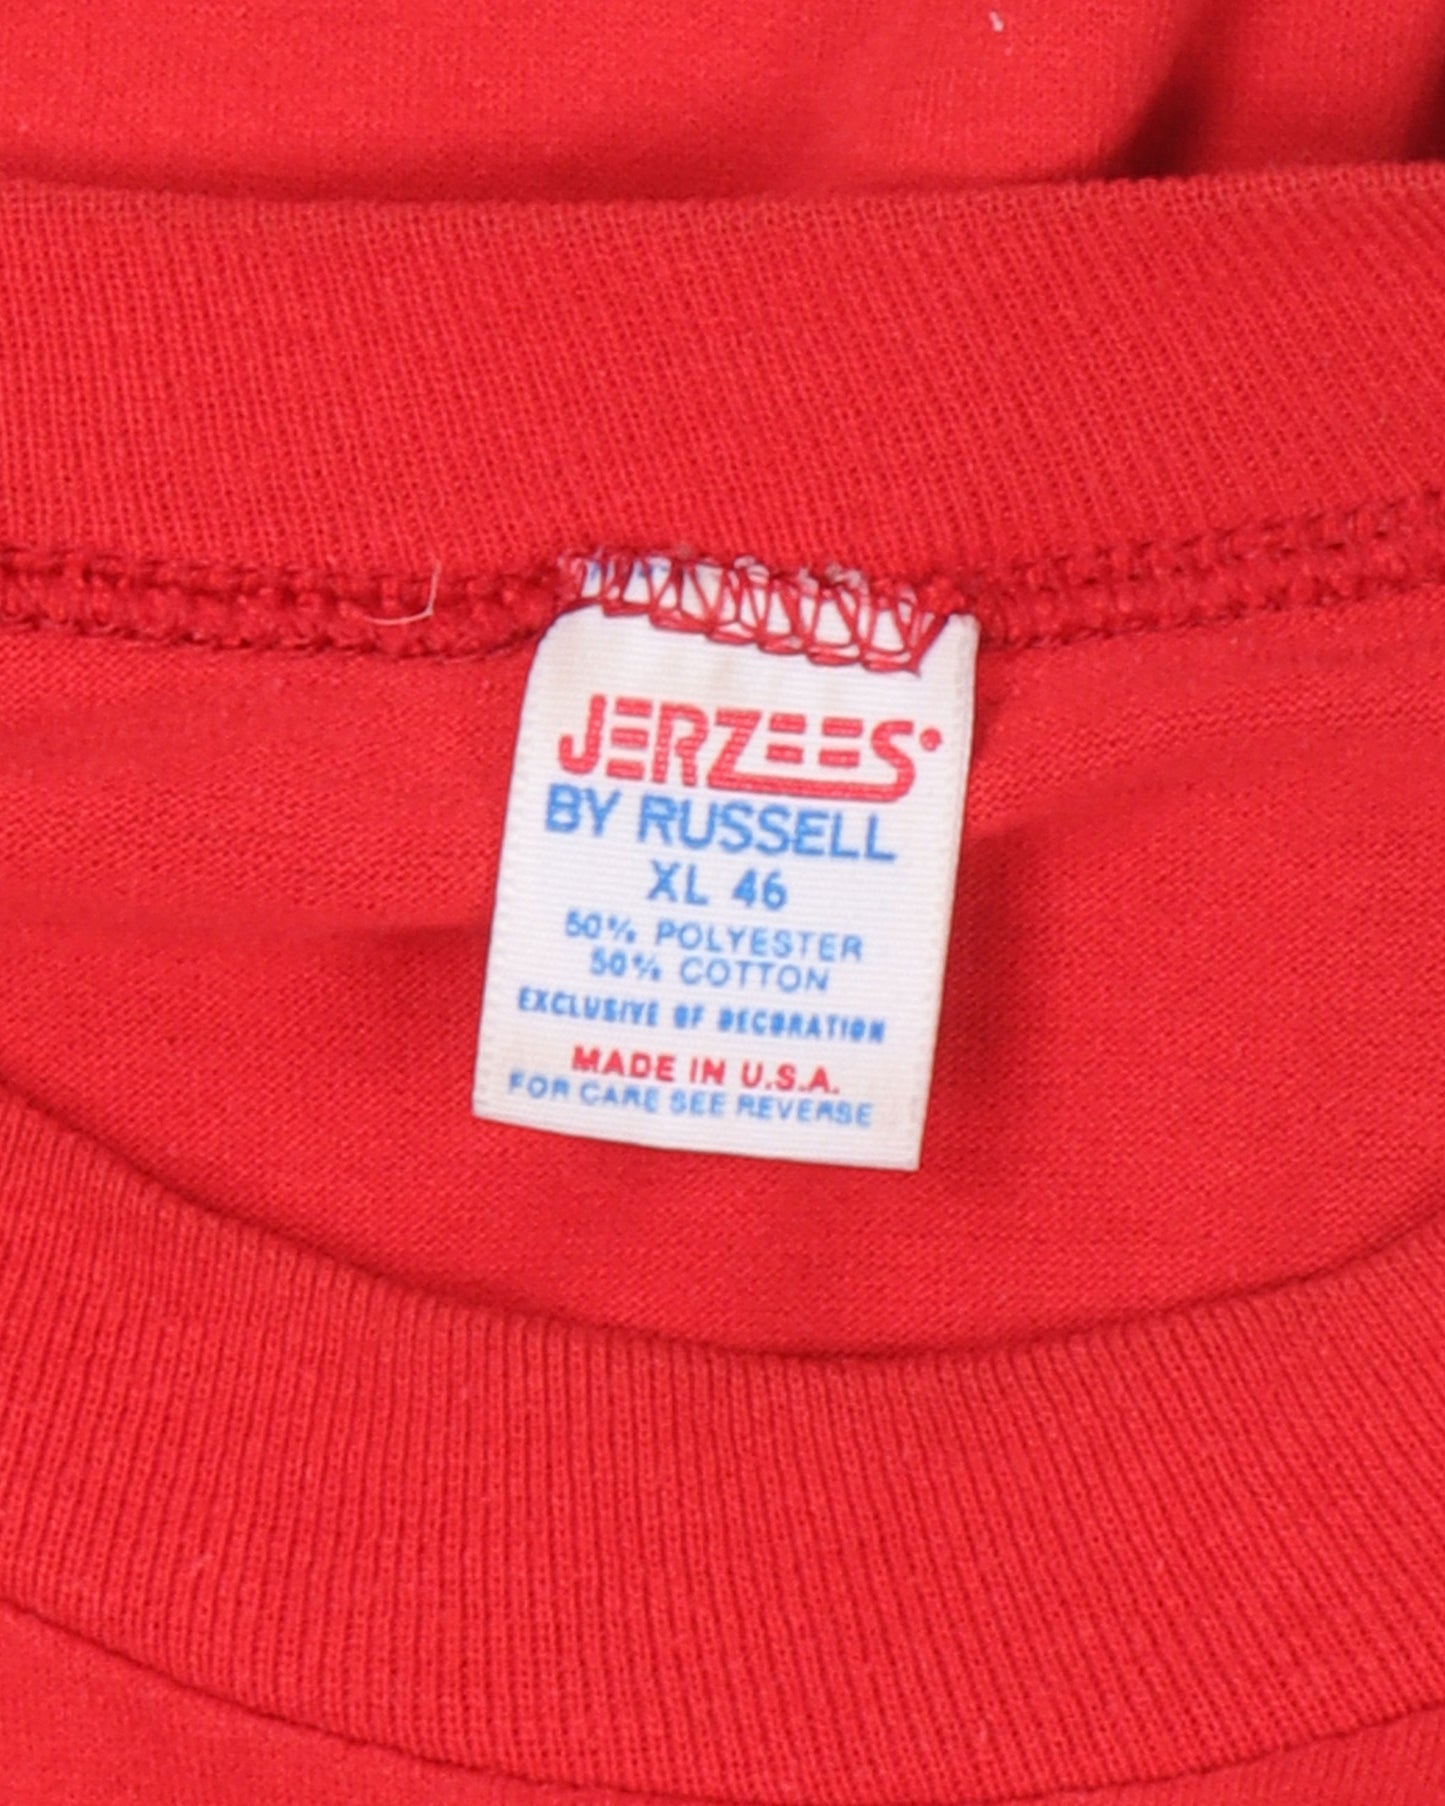 JERZEES®
BY RUSSELL
XL 46
50% POLYESTER
50% COTTON
EXCLUSIVE OF DECORATION
MADE IN U.S.A.
FOR CARE SEE REVERSE